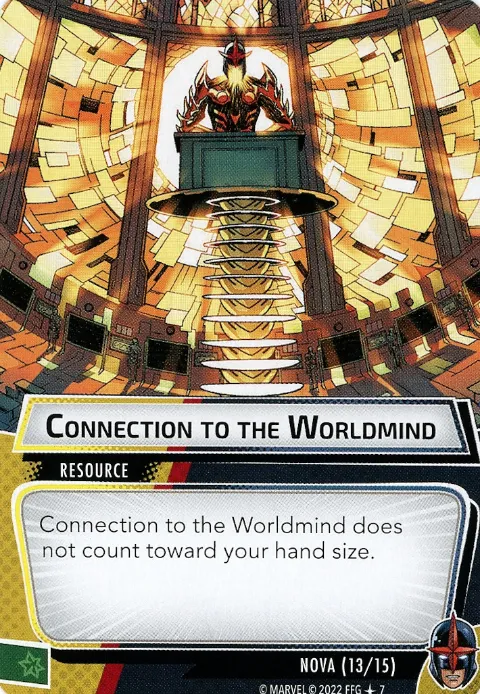 CONNECTION TO THE WORLDMIND
RESOURCE
Connection to the Worldmind does
not count toward your hand size.
NOVA (13/15)
© MARVEL © 2022 FFG 7